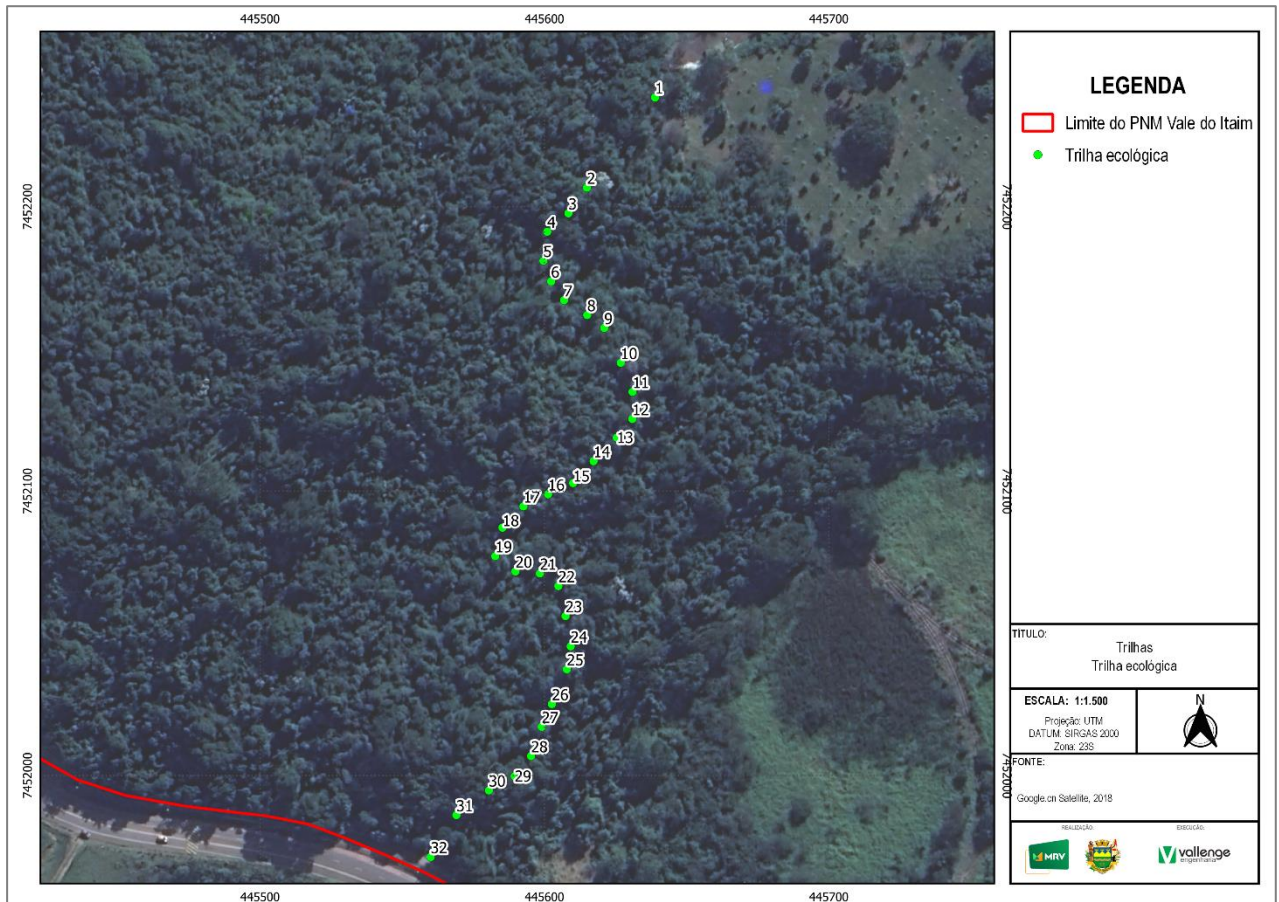 445500
445600
445700
7452200
7452100
7452000
1
2
3
4
5
6
7
8
9
10
11
12
13
14
15
16
17
18
19
20
21
22
23
24
25
26
27
28
29
30
31
32
7452200
7452100
7452000
445500
445600
445700
LEGENDA
Limite do PNM Vale do Itaim
Trilha ecológica
TÍTULO:
Trilhas
Trilha ecológica
ESCALA: 1:1.500
Projeção: UTM
DATUM: SIRGAS 2000
Zona: 23S
N
FONTE:
Google.cn Satellite, 2018
REALIZAÇÃO:
EXECUÇÃO:
MRV
vallenge
engenharia